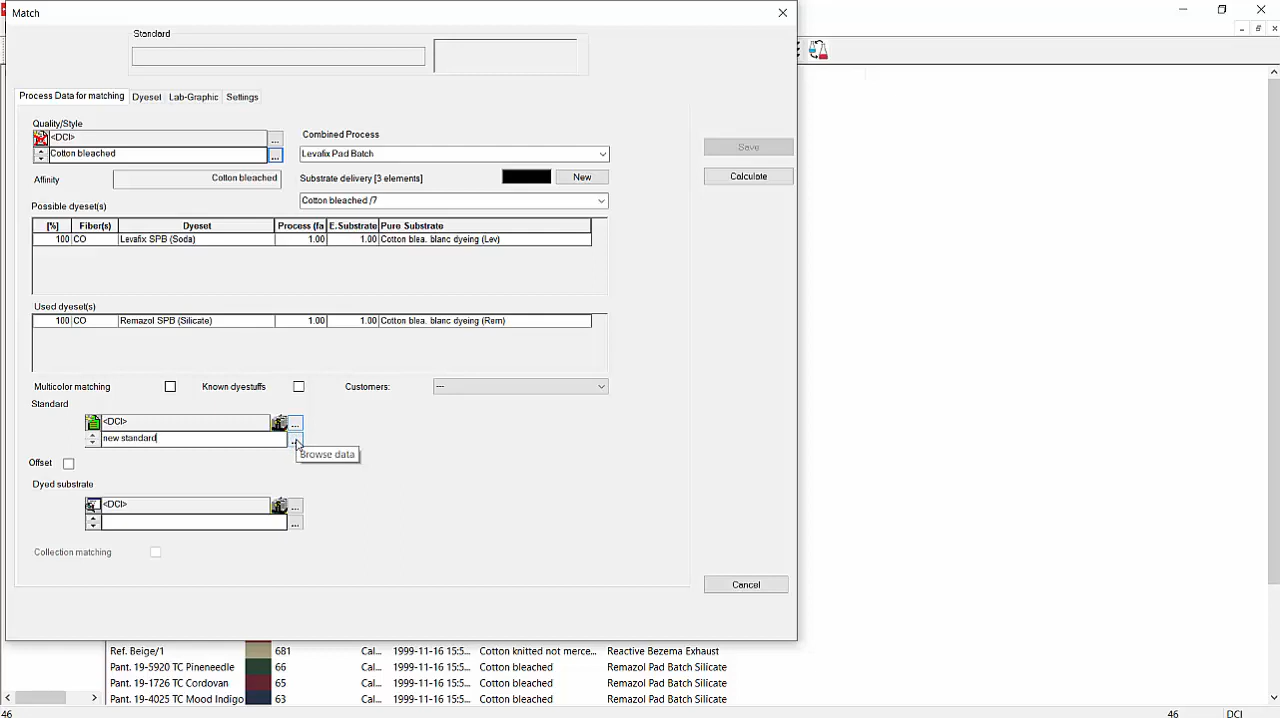 Match
Standard
Process Data for matching Dyeset Lab-Graphic Settings
Quality/Style
<DCI>
...
Combined Process
Cotton bleached
...
Levafix Pad Batch
Save
Affinity
Cotton bleached
Substrate delivery [3 elements]
New
Calculate
Cotton bleached /7
Possible dyeset(s)
[%] Fiber(s) Dyeset Process (fa E.Substrate Pure Substrate
100 CO Levafix SPB (Soda) 1.00 1.00 Cotton blea. blanc dyeing (Lev)
Used dyeset(s)
100 CO Remazol SPB (Silicate) 1.00 1.00 Cotton blea. blanc dyeing (Rem)
Multicolor matching Known dyestuffs Customers: ---
Standard
<DCI> ...
new standard ...
Browse data
Offset
Dyed substrate
<DCI> ...
...
Collection matching
Cancel
Ref. Beige/1 681 Cal... 1999-11-16 15:5... Cotton knitted not merce... Reactive Bezema Exhaust
Pant. 19-5920 TC Pineneedle 66 Cal... 1999-11-16 15:5... Cotton bleached Remazol Pad Batch Silicate
Pant. 19-1726 TC Cordovan 65 Cal... 1999-11-16 15:5... Cotton bleached Remazol Pad Batch Silicate
Pant. 19-4025 TC Mood Indigo 63 Cal... 1999-11-16 15:5... Cotton bleached Remazol Pad Batch Silicate
46 46 DCI